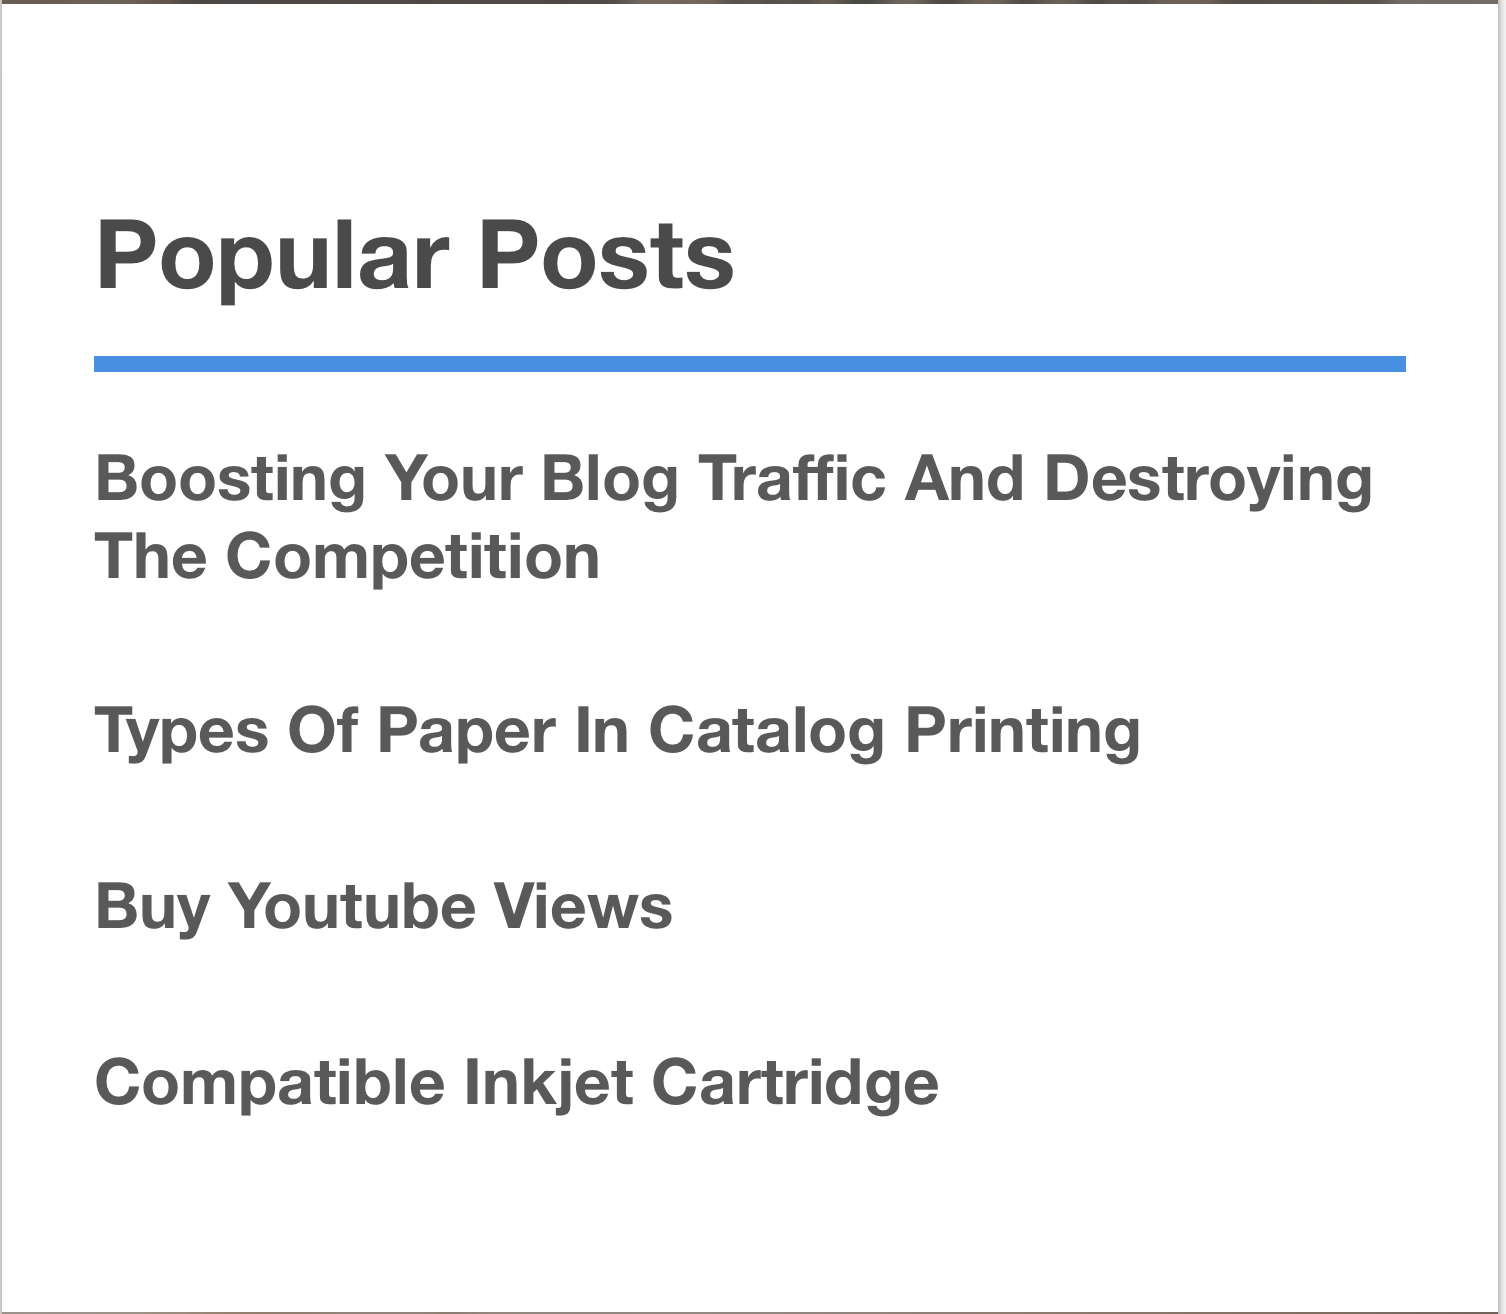 Popular Posts
Boosting Your Blog Traffic And Destroying
The Competition
Types Of Paper In Catalog Printing
Buy Youtube Views
Compatible Inkjet Cartridge